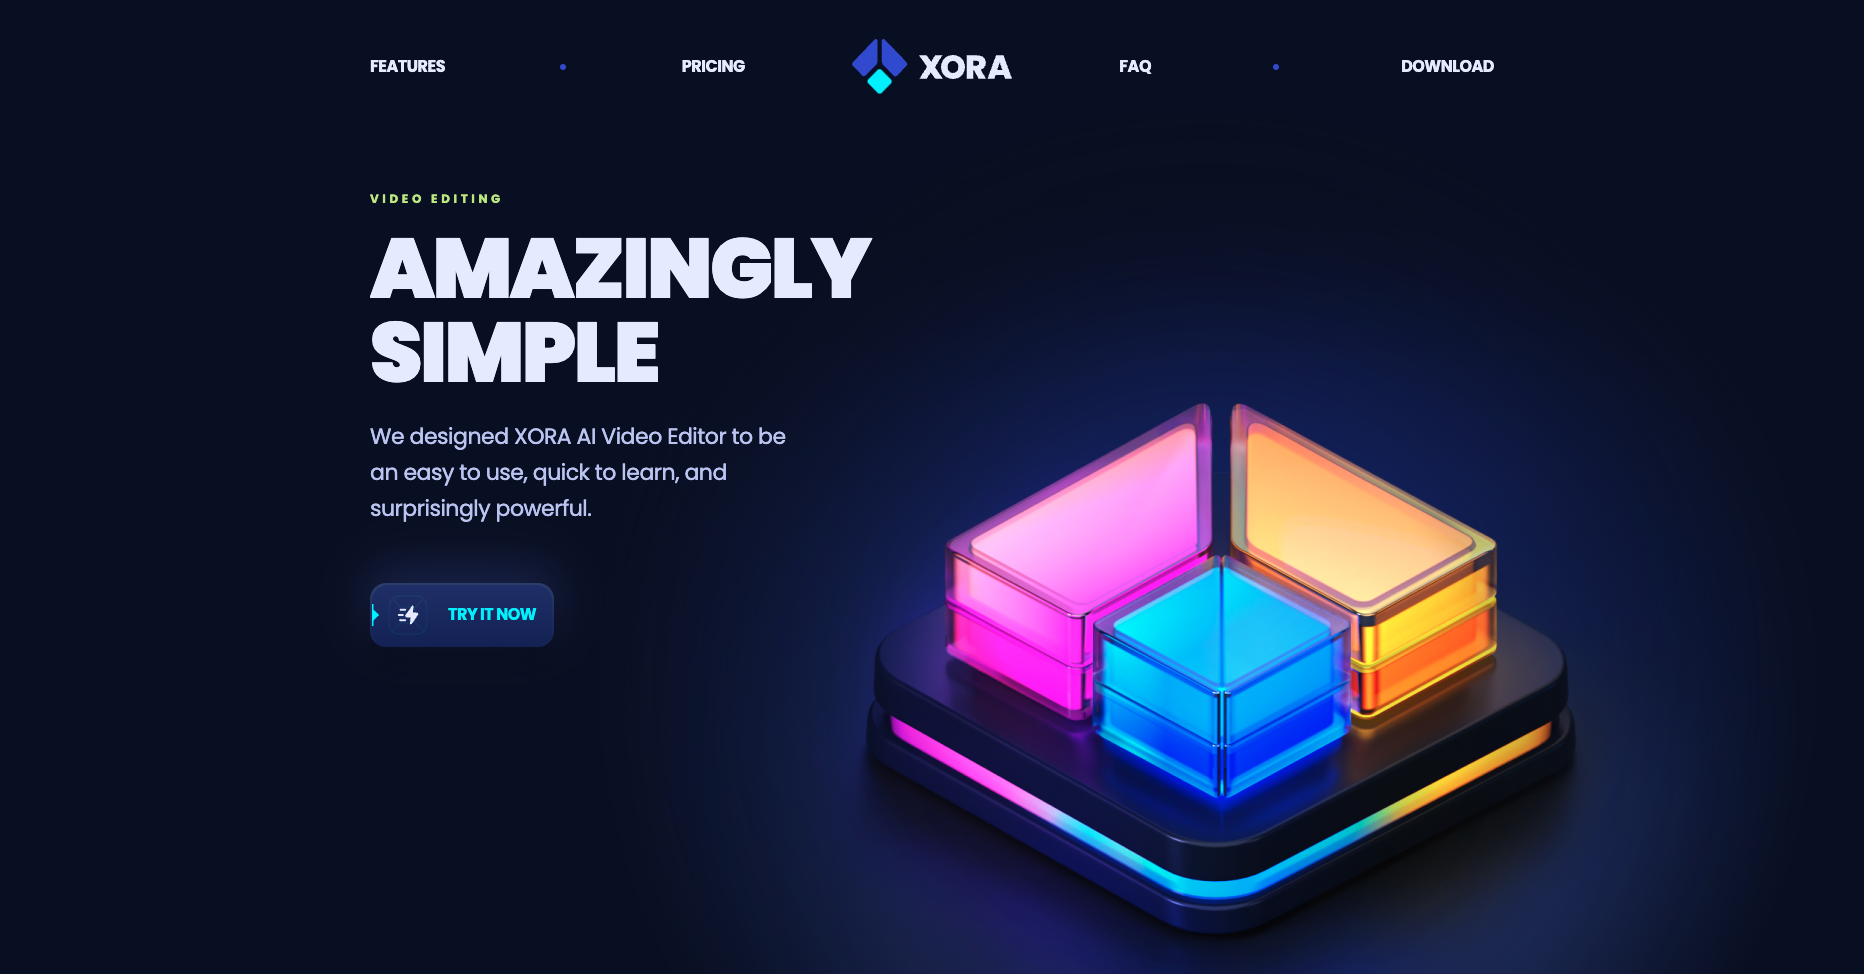 FEATURES
PRICING
XORA
FAQ
DOWNLOAD
VIDEO EDITING
AMAZINGLY
SIMPLE
We designed XORA AI Video Editor to be
an easy to use, quick to learn, and
surprisingly powerful.
TRY IT NOW